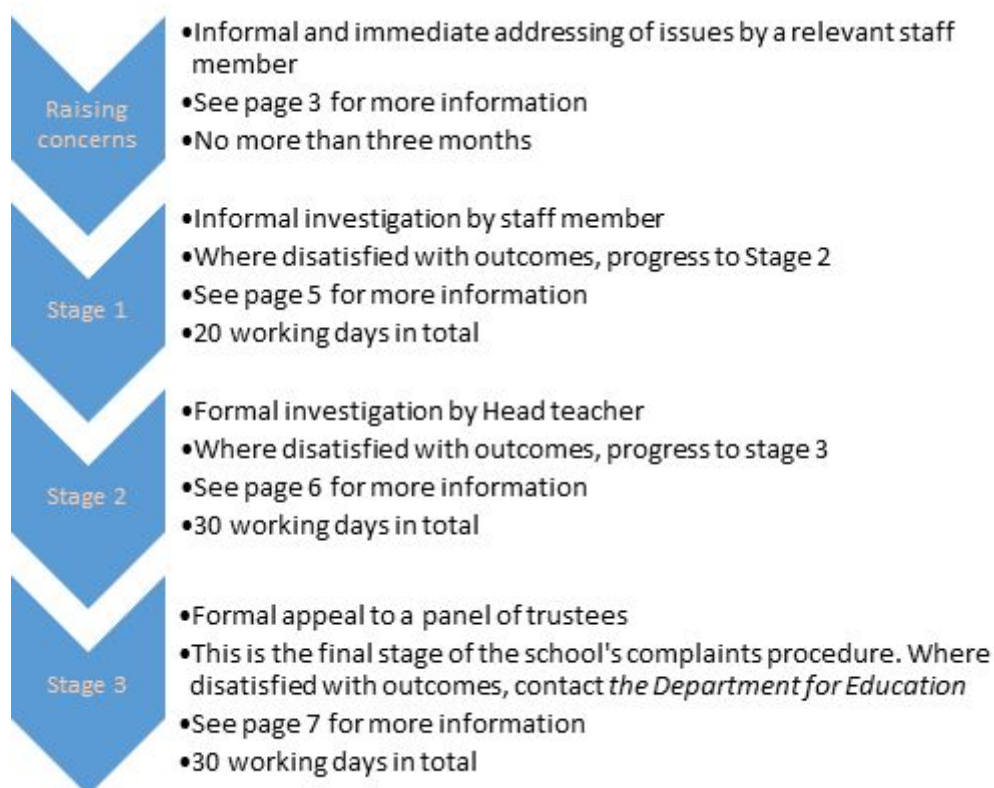 Raising
concerns
•Informal and immediate addressing of issues by a relevant staff
member
•See page 3 for more information
•No more than three months
Stage 1
•Informal investigation by staff member
•Where disatisfied with outcomes, progress to Stage 2
•See page 5 for more information
•20 working days in total
Stage 2
•Formal investigation by Head teacher
•Where disatisfied with outcomes, progress to stage 3
•See page 6 for more information
•30 working days in total
Stage 3
•Formal appeal to a panel of trustees
•This is the final stage of the school's complaints procedure. Where
disatisfied with outcomes, contact the Department for Education
•See page 7 for more information
•30 working days in total